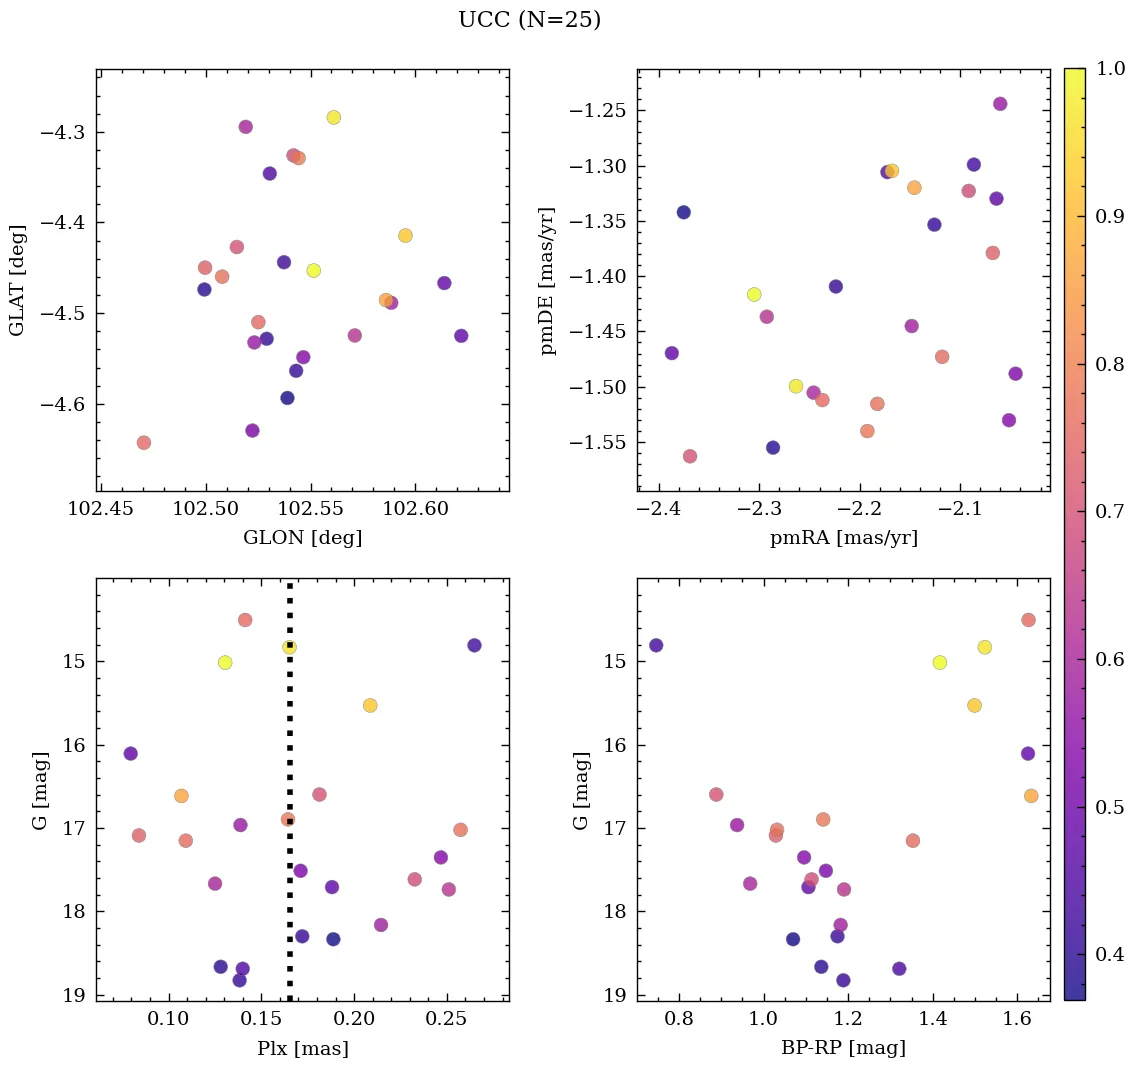 UCC (N=25)
−4.3
−4.4
−4.5
−4.6
GLAT [deg]
102.45 102.50 102.55 102.60
GLON [deg]
−1.25
−1.30
−1.35
−1.40
−1.45
−1.50
−1.55
pmDE [mas/yr]
−2.4 −2.3 −2.2 −2.1
pmRA [mas/yr]
15
16
17
18
19
G [mag]
0.10 0.15 0.20 0.25
Plx [mas]
15
16
17
18
19
G [mag]
0.8 1.0 1.2 1.4 1.6
BP-RP [mag]
1.0
0.9
0.8
0.7
0.6
0.5
0.4